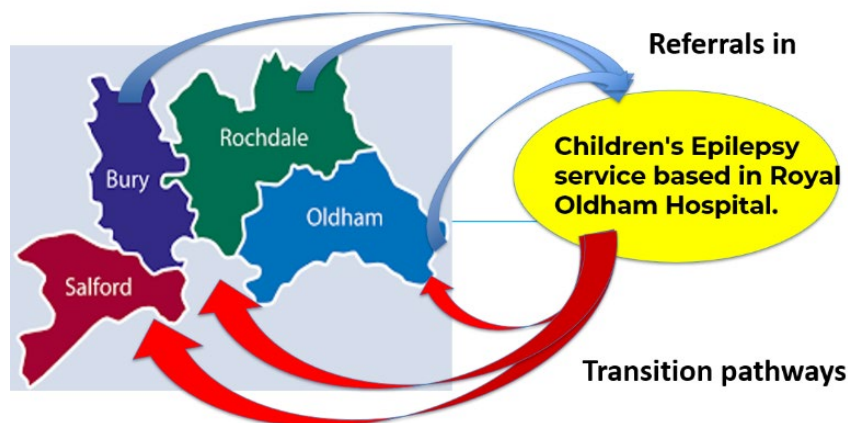 Referrals in
Rochdale
Bury
Children's Epilepsy
service based in Royal
Oldham Hospital.
Oldham
Salford
Transition pathways